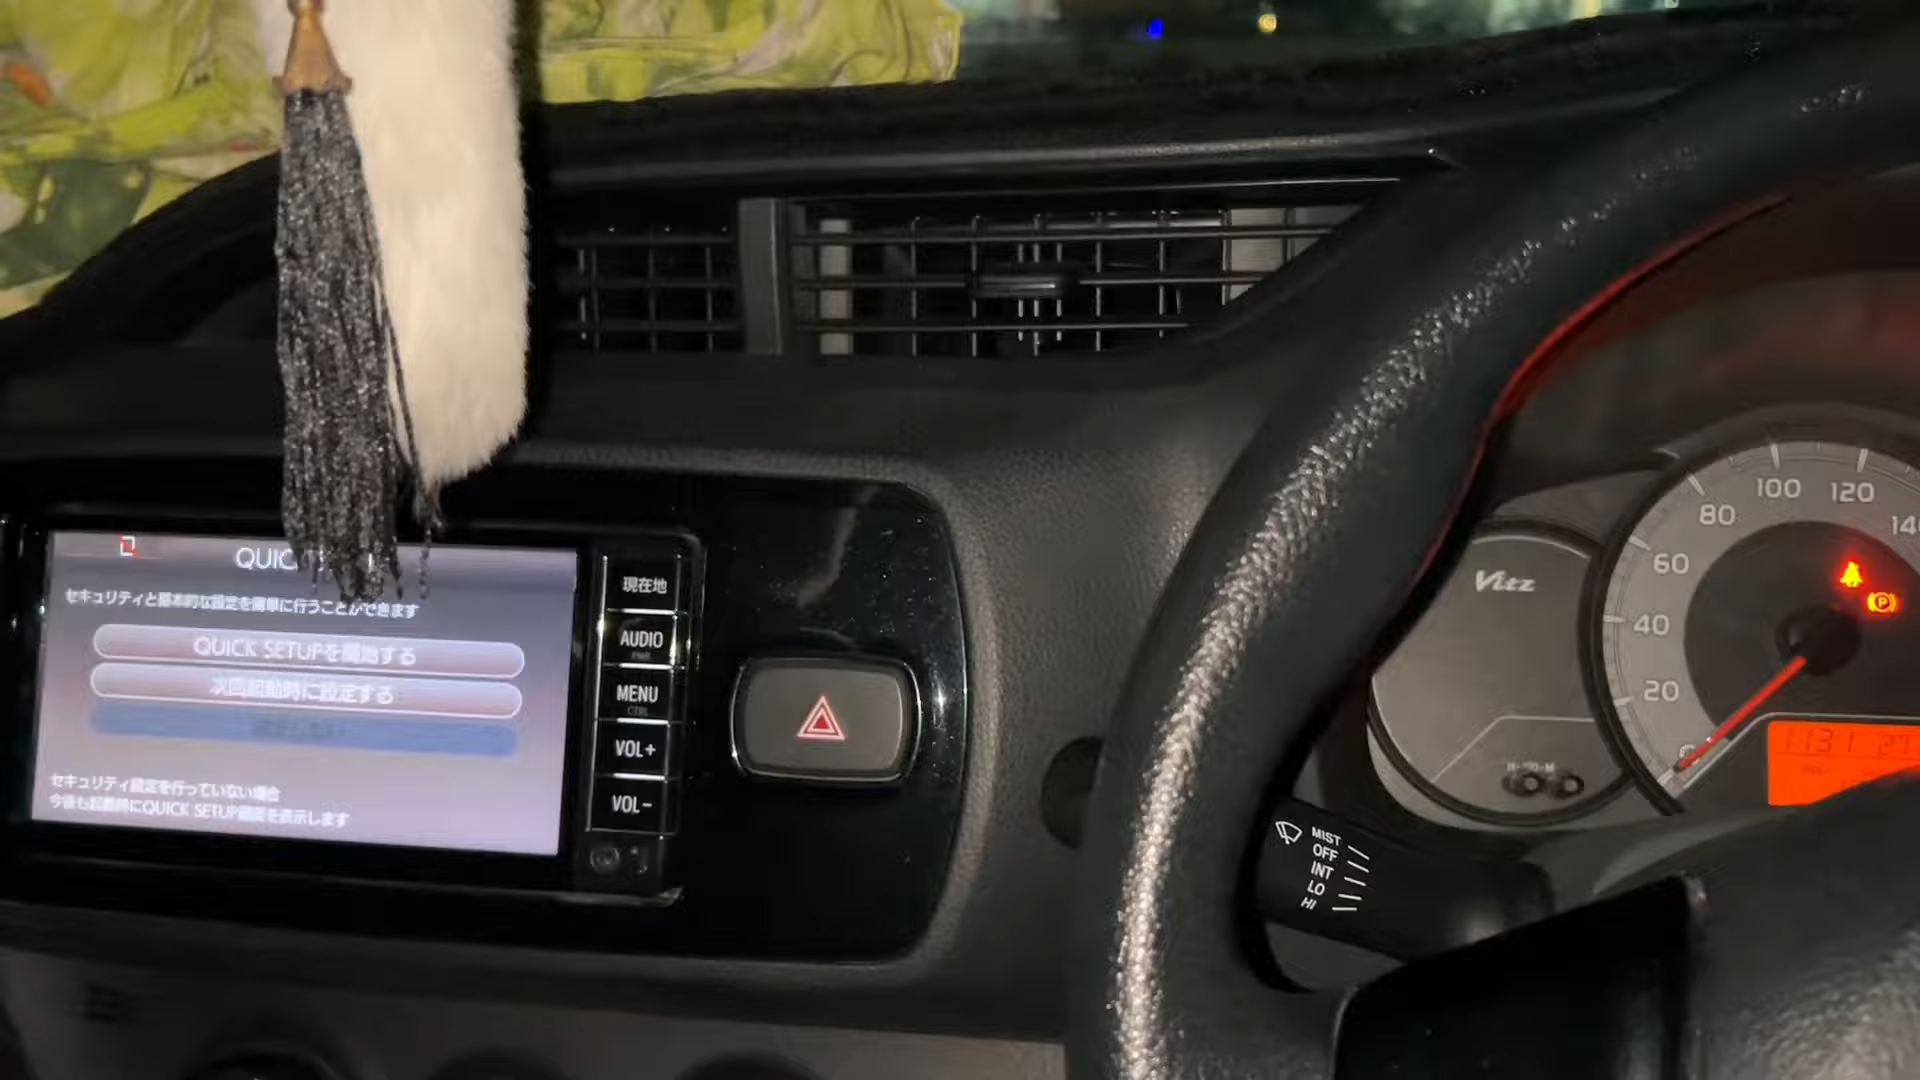 セキュリティと基本的な設定を簡単に行うことができます
QUICK SETUPを開始する
次回起動時に設定する
セキュリティ設定を行っていない場合
今後も起動時にQUICK SETUP画面を表示します
現在地
AUDIO
PWR
MENU
CTRL
VOL+
VOL-
MIST
OFF
INT
LO
HI
Vitz
20
40
60
80
100
120
P
1131